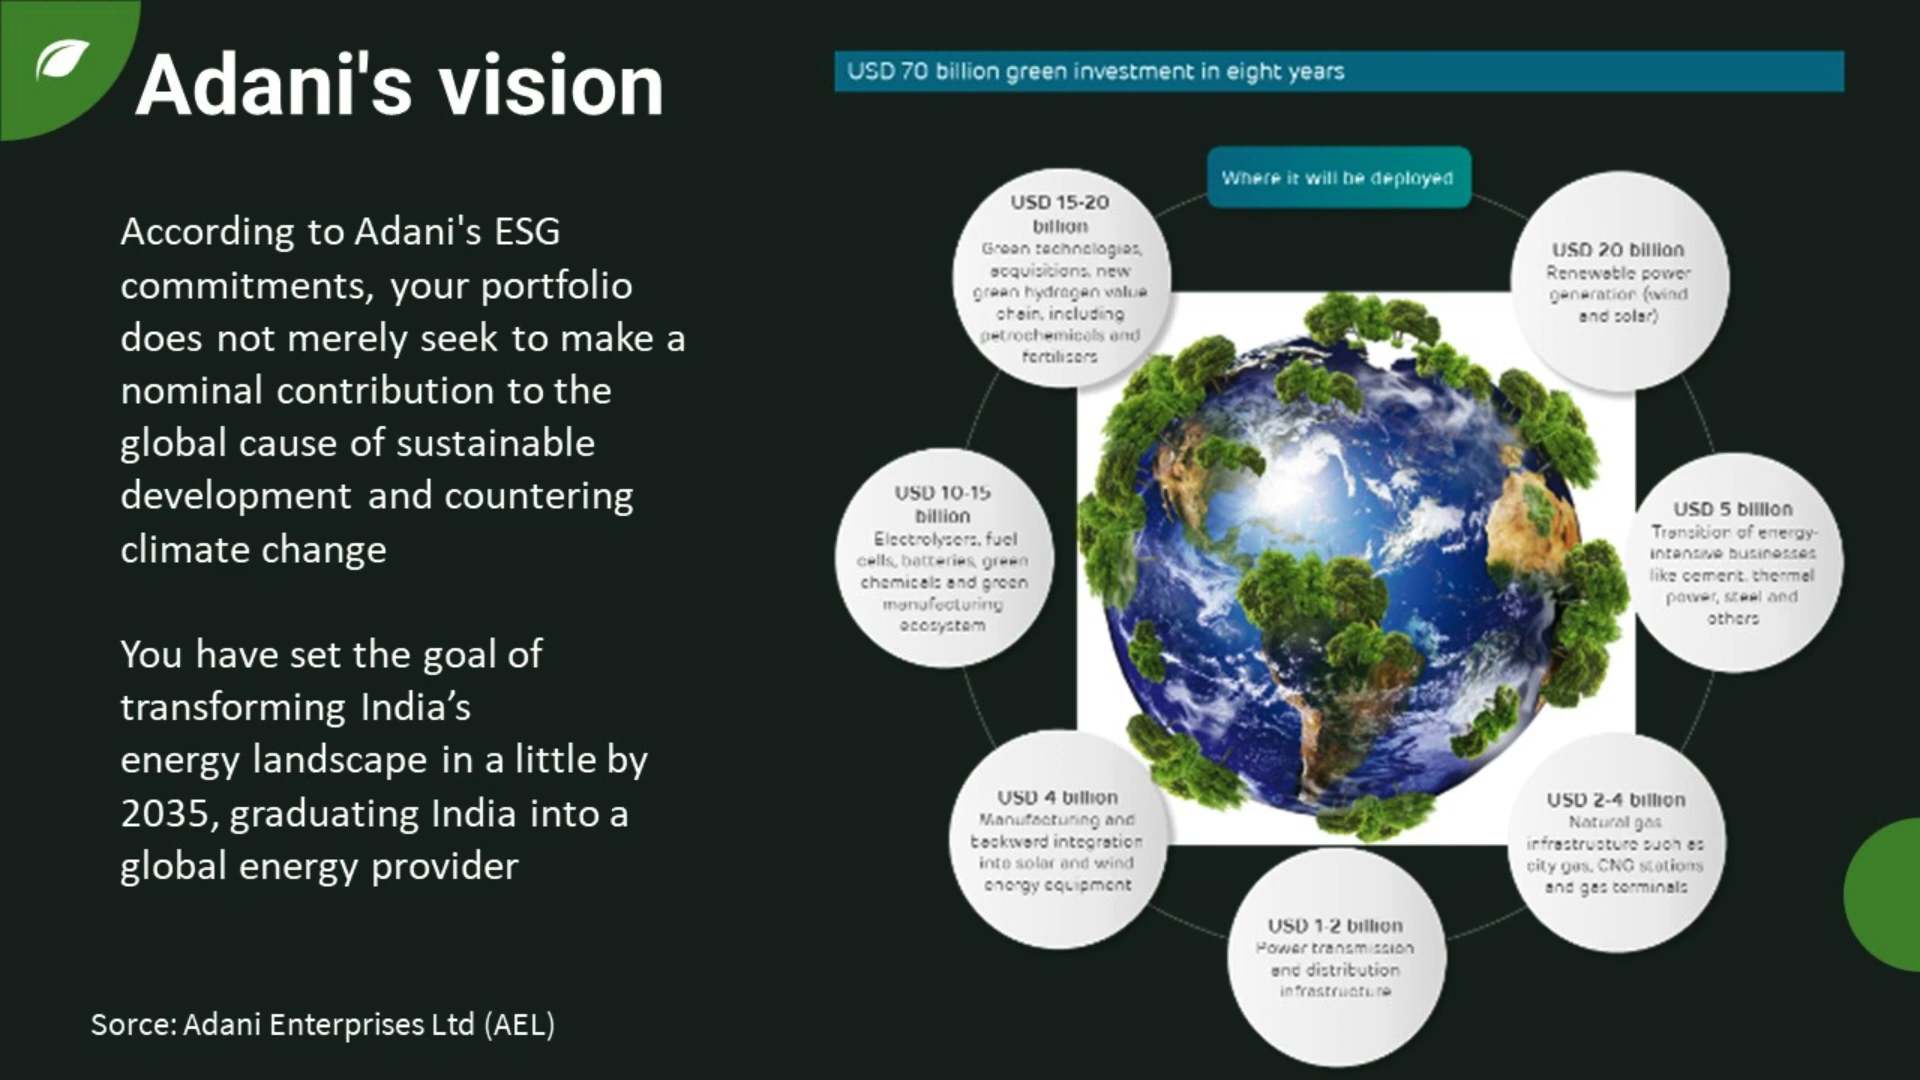 Adani's vision
According to Adani's ESG
commitments, your portfolio
does not merely seek to make a
nominal contribution to the
global cause of sustainable
development and countering
climate change
You have set the goal of
transforming India’s
energy landscape in a little by
2035, graduating India into a
global energy provider
Sorce: Adani Enterprises Ltd (AEL)
USD 70 billion green investment in eight years
Where it will be deployed
USD 15-20
billion
Green technologies,
acquisitions, new
green hydrogen value
chain, including
petrochemicals and
fertilisers
USD 20 billion
Renewable power
generation (wind
and solar)
USD 10-15
billion
Electrolysers, fuel
cells, batteries, green
chemicals and green
manufacturing
ecosystem
USD 5 billion
Transition of energy-
intensive businesses
like cement, thermal
power, steel and
others
USD 4 billion
Manufacturing and
backward integration
into solar and wind
energy equipment
USD 2-4 billion
Natural gas
infrastructure such as
city gas, CNG stations
and gas terminals
USD 1-2 billion
Power transmission
and distribution
infrastructure